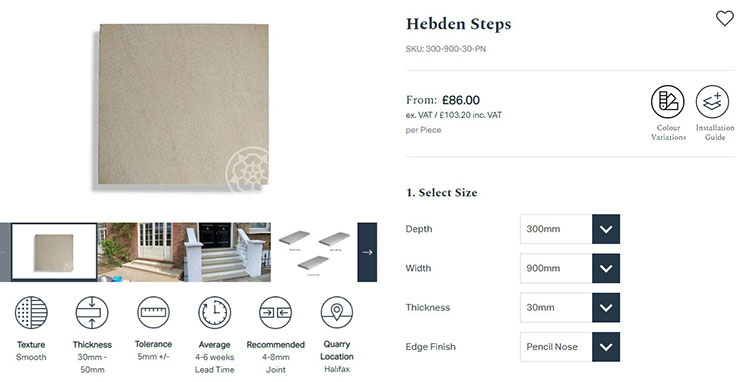 Hebden Steps
SKU: 300-900-30-PN
From: £86.00
ex. VAT / £103.20 inc. VAT
per Piece
Colour
Variations
Installation
Guide
1. Select Size
Depth
300mm
Width
900mm
Thickness
30mm
Edge Finish
Pencil Nose
Texture
Smooth
Thickness
30mm -
50mm
Tolerance
5mm +/-
Average
4-6 weeks
Lead Time
Recommended
4-8mm
Joint
Quarry
Location
Halifax